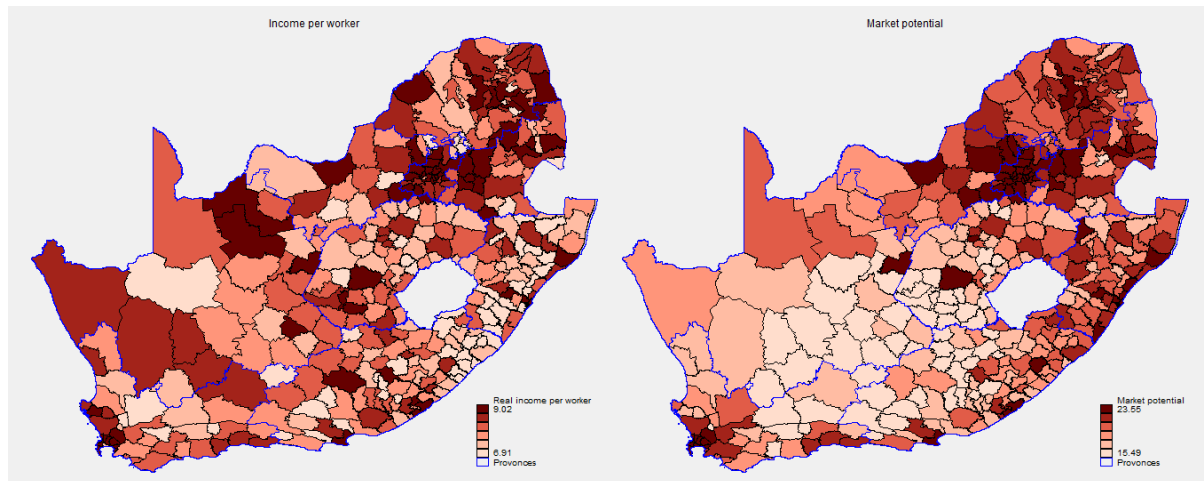 Income per worker
Market potential
Real income per worker
9.02
6.91
Provonces
Market potential
23.55
15.49
Provonces